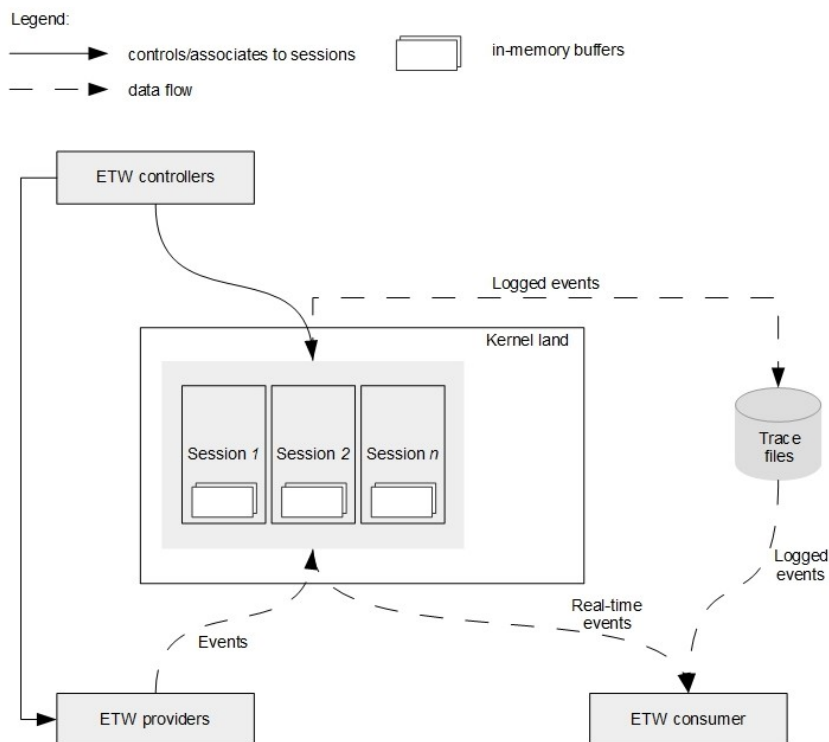 Legend:
controls/associates to sessions
in-memory buffers
data flow
ETW controllers
Logged events
Kernel land
Session 1
Session 2
Session n
Trace
files
Logged
events
Real-time
events
Events
ETW providers
ETW consumer